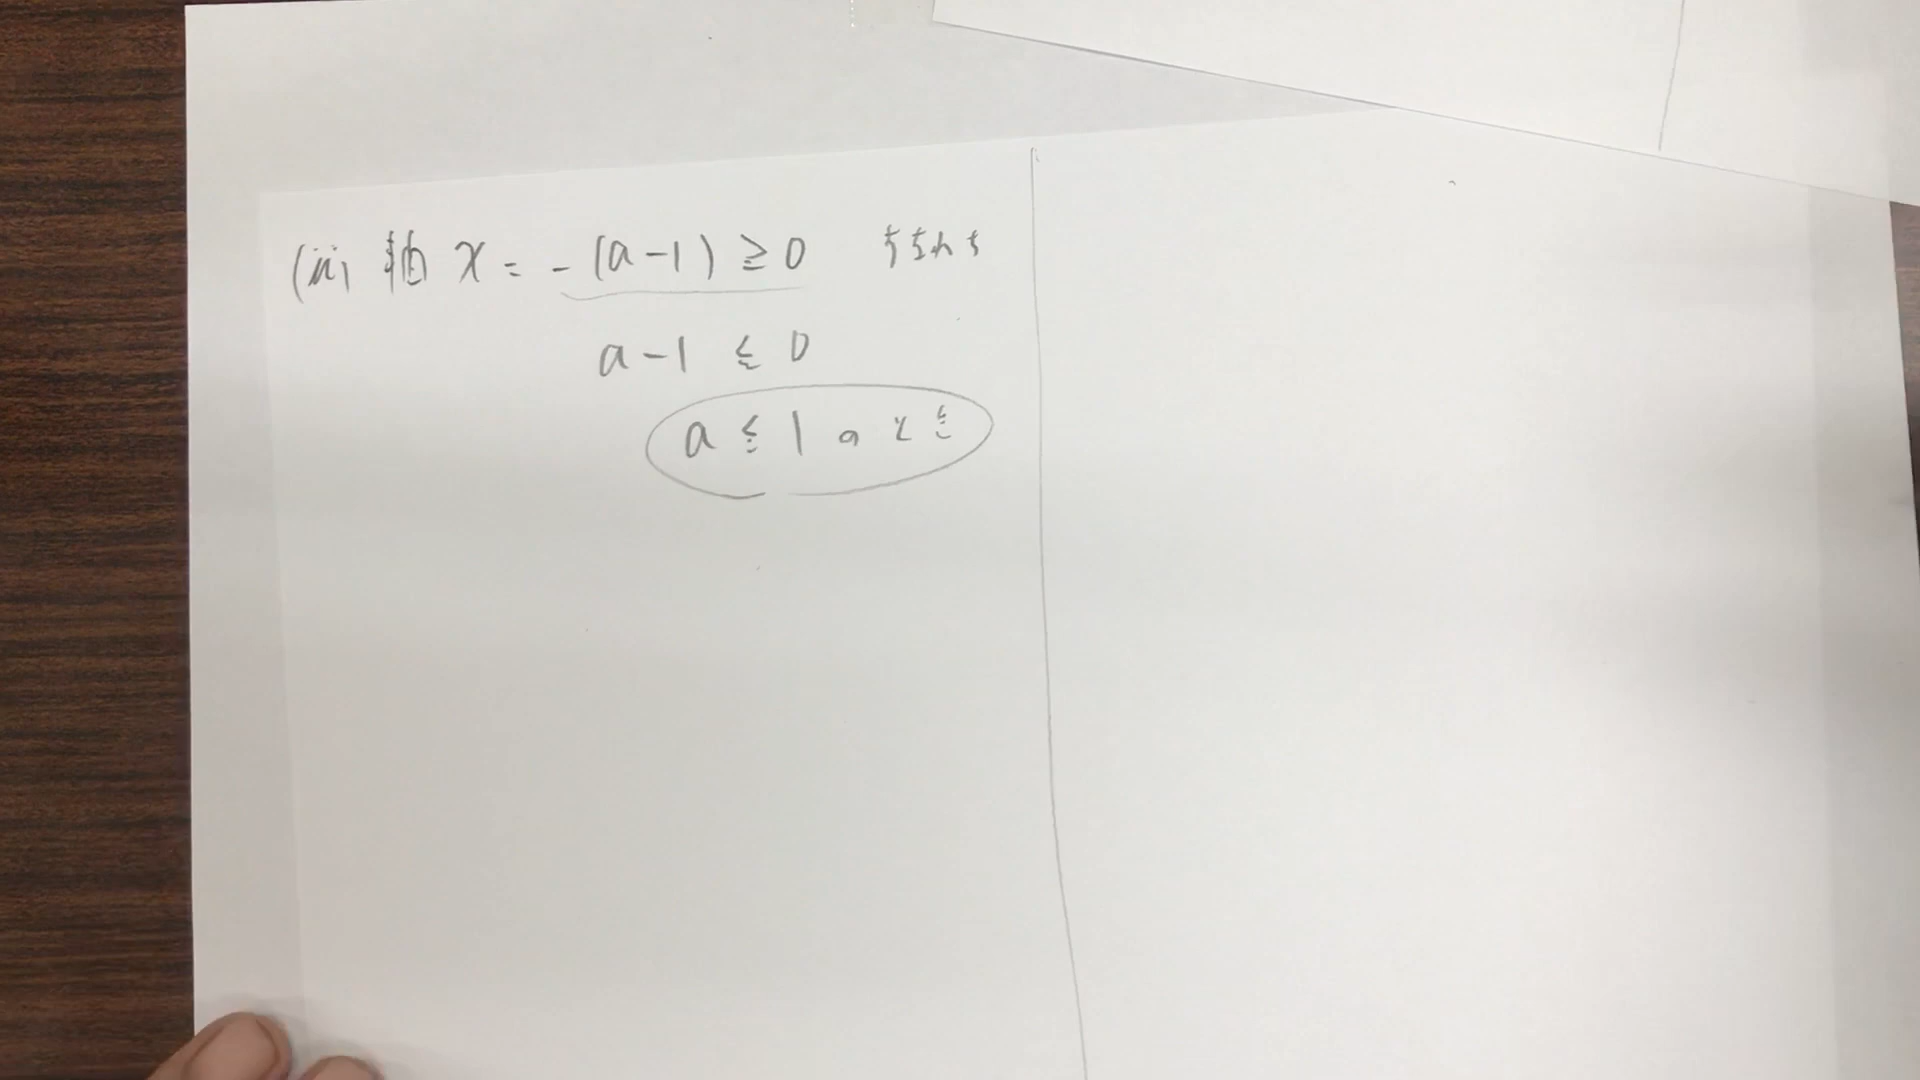 (iii) 軸 x = -(a-1) ≧ 0 すなわち
a-1 ≦ 0
a ≦ 1 のとき